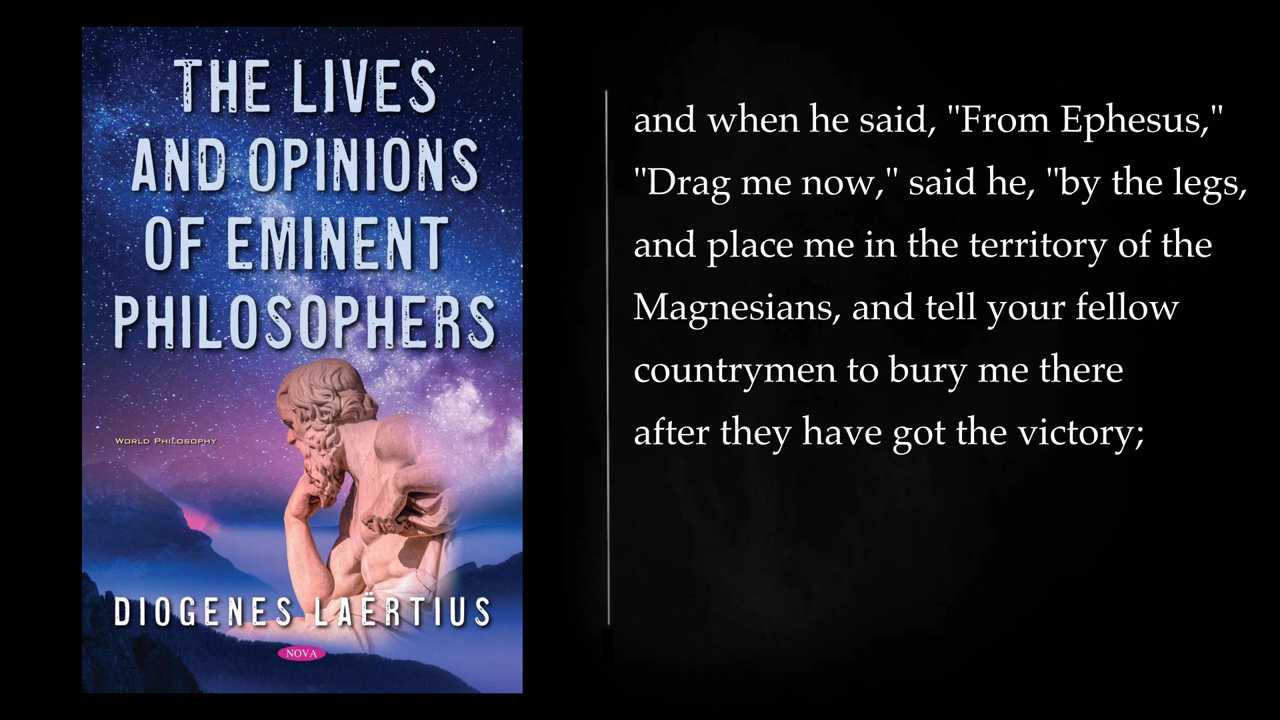 THE LIVES
AND OPINIONS
OF EMINENT
PHILOSOPHERS
WORLD PHILOSOPHY
DIOGENES LAËRTIUS
NOVA
and when he said, "From Ephesus,"
"Drag me now," said he, "by the legs,
and place me in the territory of the
Magnesians, and tell your fellow
countrymen to bury me there
after they have got the victory;